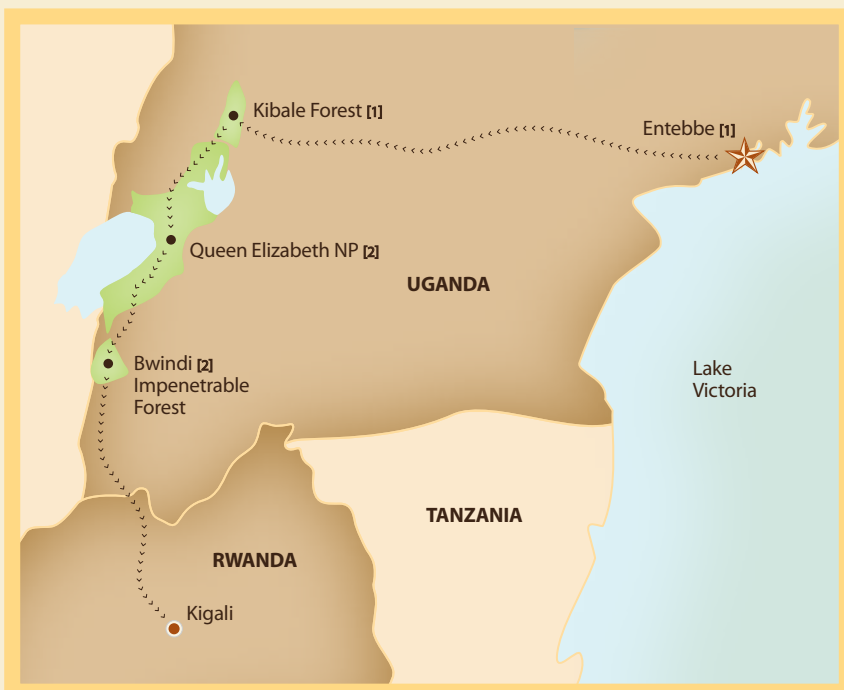 Kibale Forest [1]
Entebbe [1]
Queen Elizabeth NP [2]
UGANDA
Bwindi [2]
Impenetrable
Forest
Lake
Victoria
TANZANIA
RWANDA
Kigali